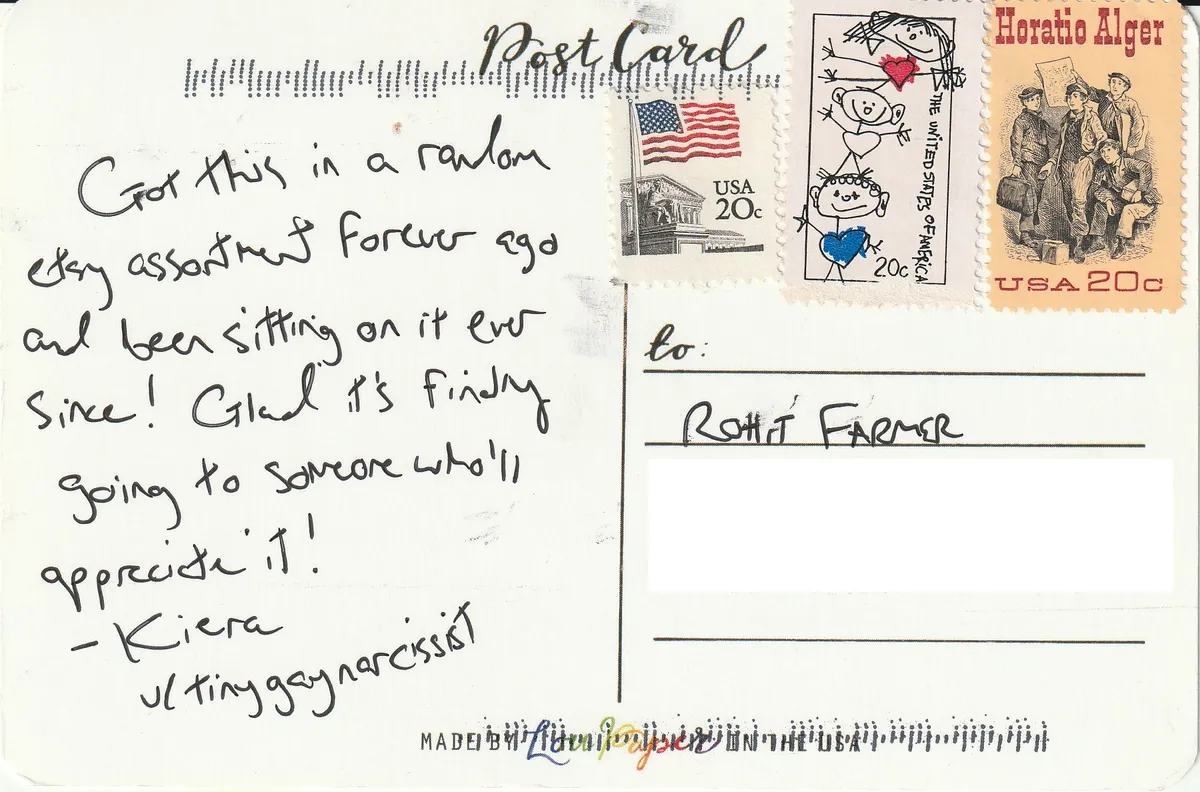 Post Card
Got this in a random
etsy assortment forever ago
and been sitting on it ever
since! Glad it's finally
going to someone who'll
appreciate it!
- Kiera
u/tinygaynarcissist
USA
20c
THE UNITED STATES OF AMERICA
20c
Horatio Alger
USA 20c
to:
ROHIT FARMER
MADE BY LovePaper IN THE USA